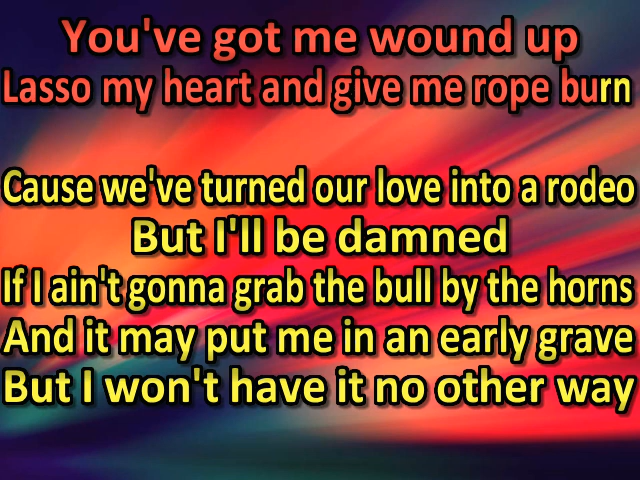 You've got me wound up
Lasso my heart and give me rope burn
Cause we've turned our love into a rodeo
But I'll be damned
If I ain't gonna grab the bull by the horns
And it may put me in an early grave
But I won't have it no other way